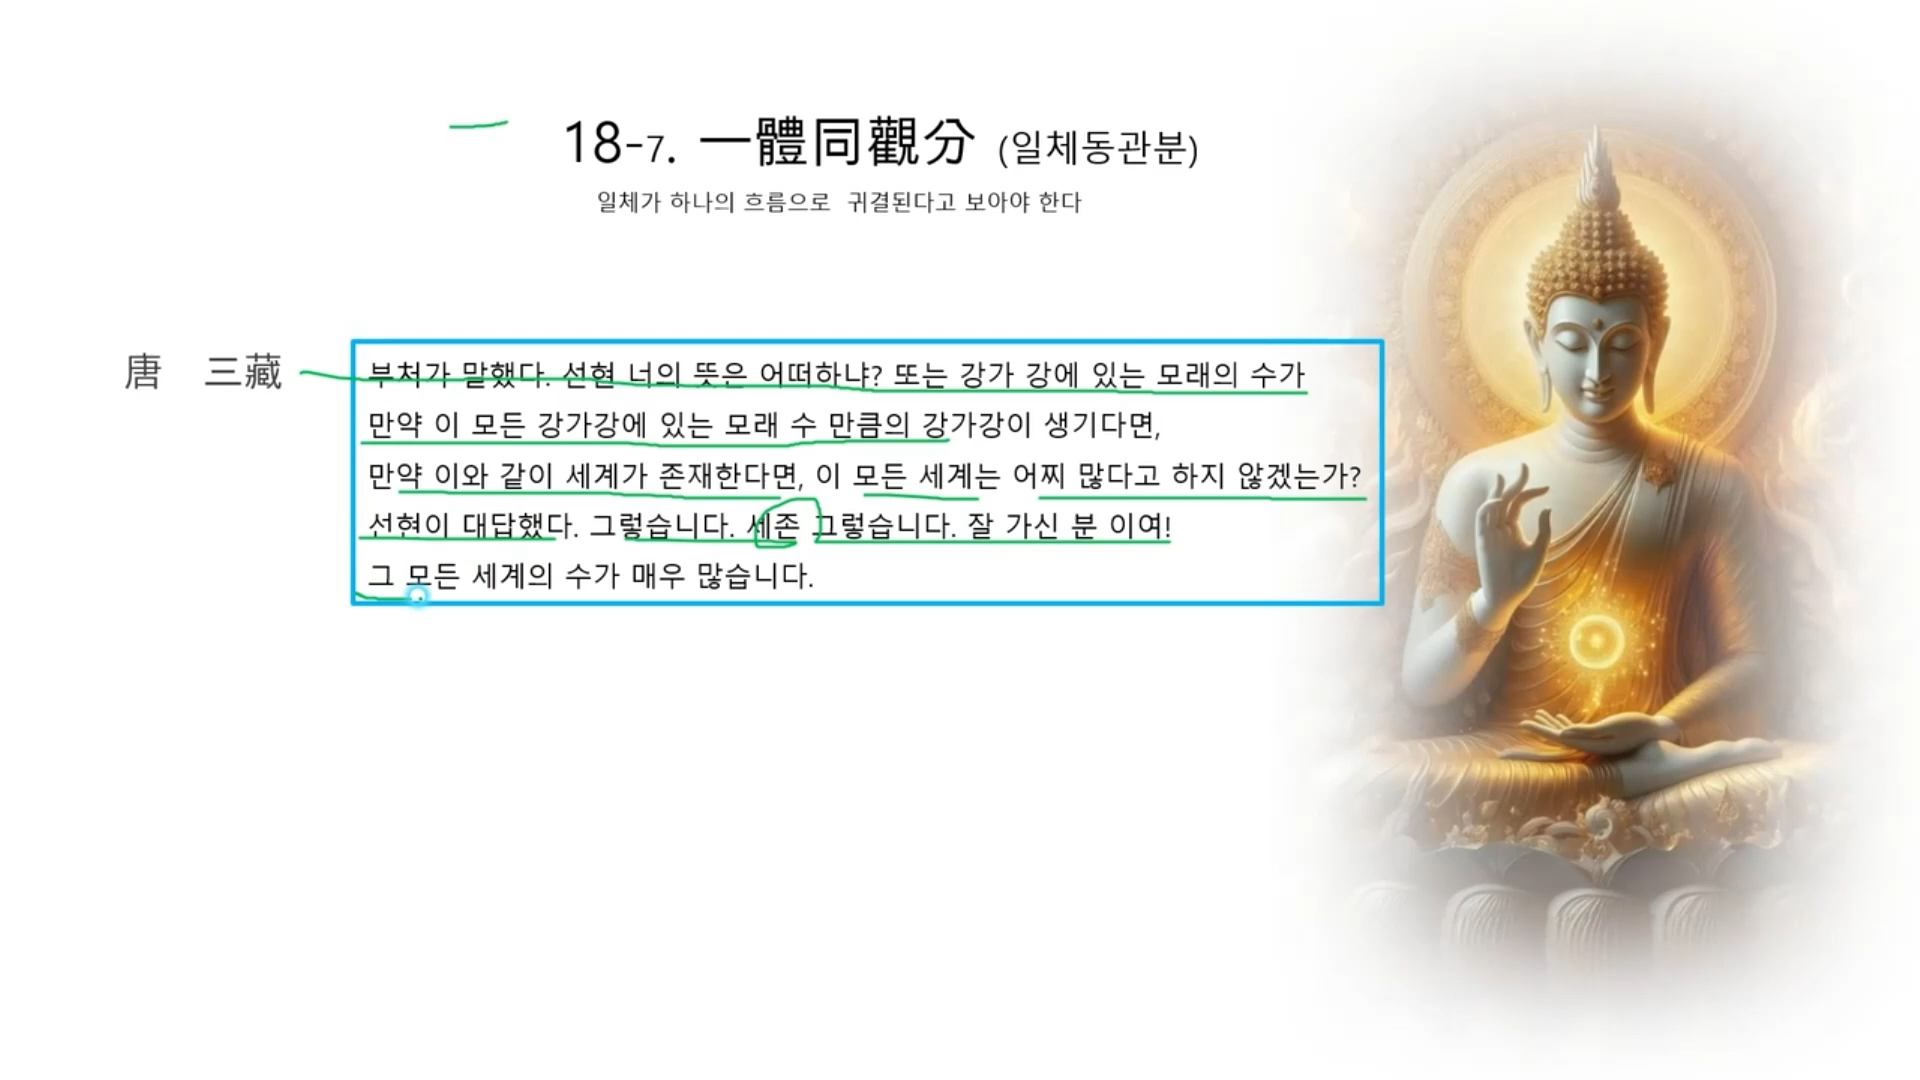 18-7. 一體同觀分 (일체동관분)
일체가 하나의 흐름으로 귀결된다고 보아야 한다
唐 三藏
부처가 말했다. 선현 너의 뜻은 어떠하냐? 또는 강가 강에 있는 모래의 수가
만약 이 모든 강가강에 있는 모래 수 만큼의 강가강이 생기다면,
만약 이와 같이 세계가 존재한다면, 이 모든 세계는 어찌 많다고 하지 않겠는가?
선현이 대답했다. 그렇습니다. 세존 그렇습니다. 잘 가신 분 이여!
그 모든 세계의 수가 매우 많습니다.